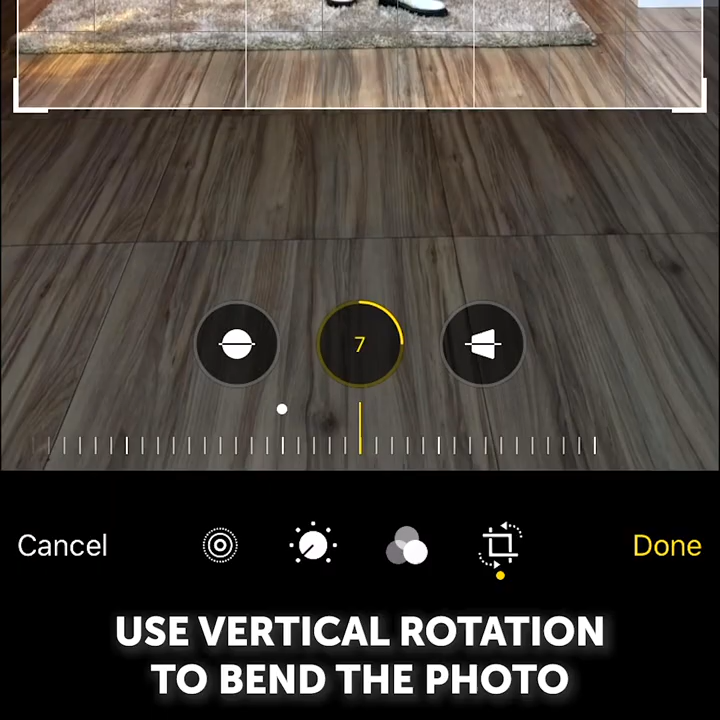 7
Cancel
Done
USE VERTICAL ROTATION
TO BEND THE PHOTO